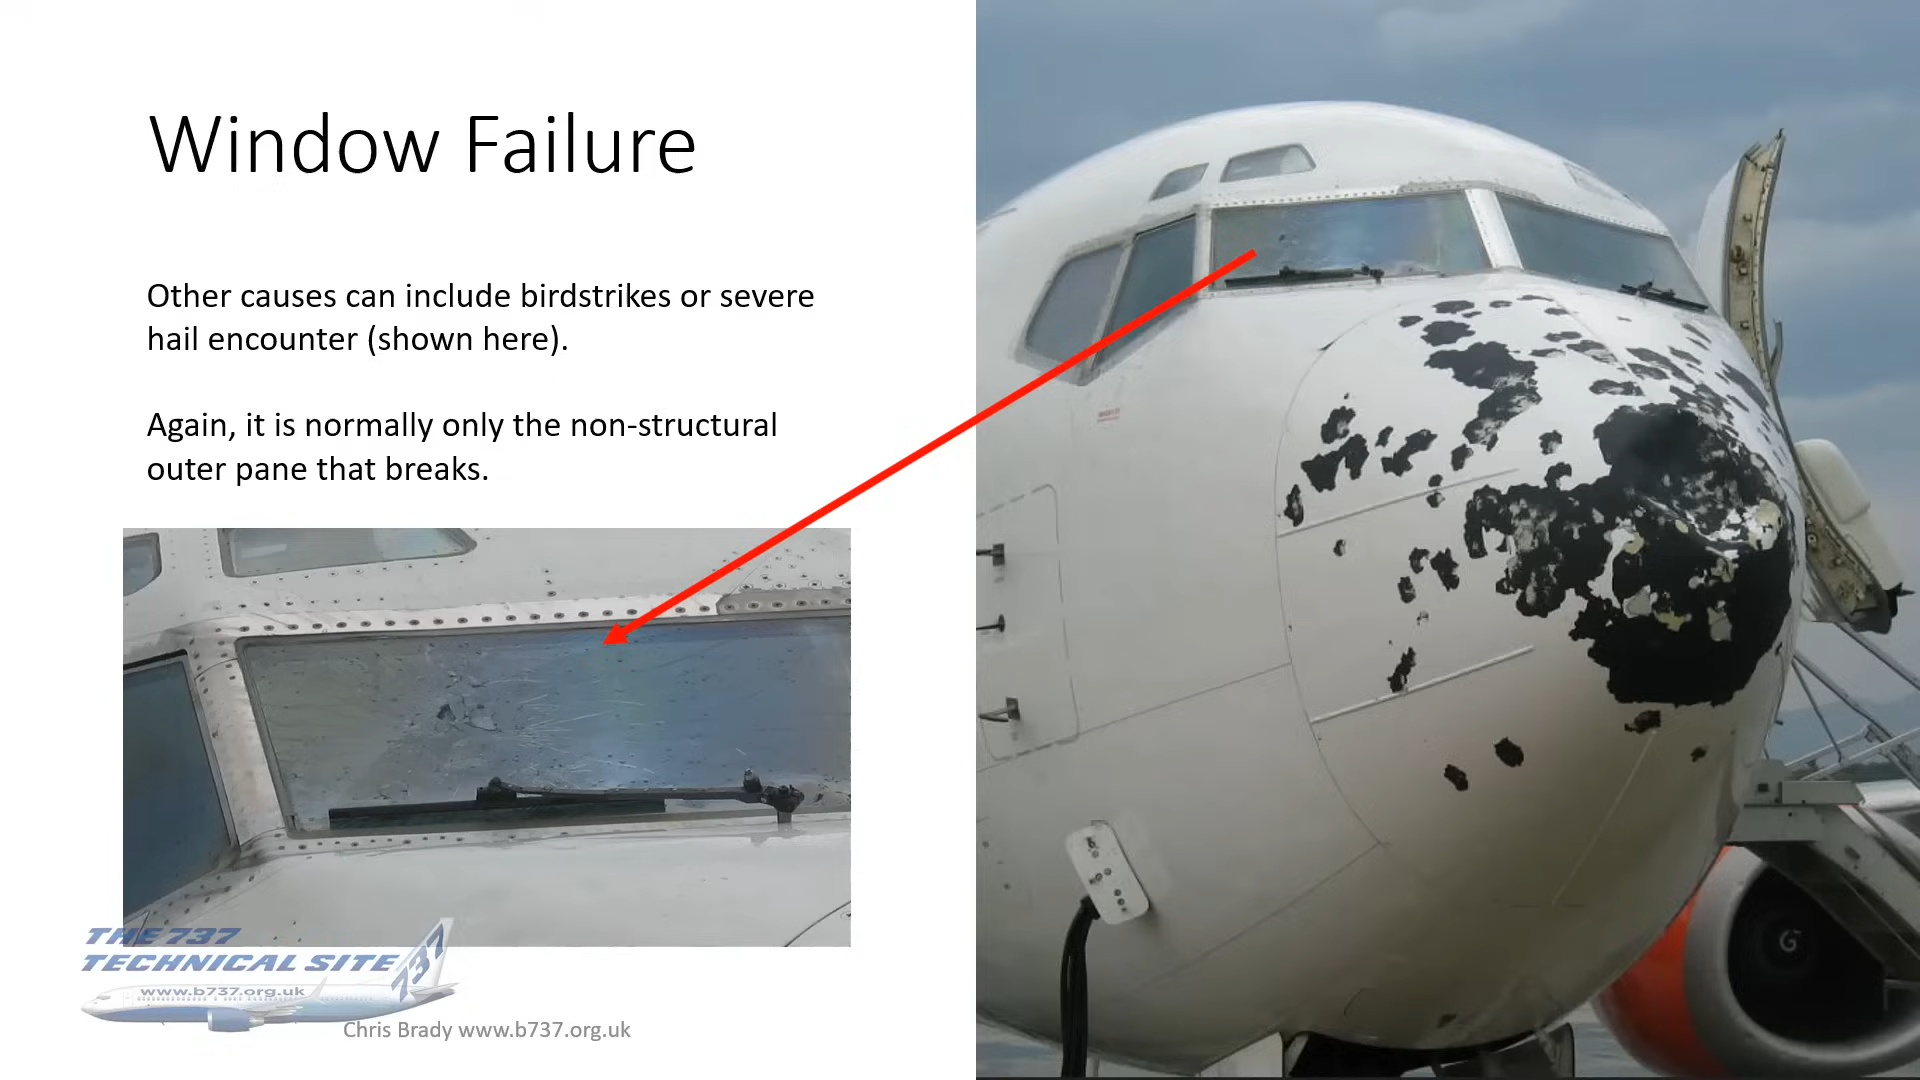 Window Failure
Other causes can include birdstrikes or severe
hail encounter (shown here).
Again, it is normally only the non-structural
outer pane that breaks.
THE 737
TECHNICAL SITE
737
www.b737.org.uk
Chris Brady www.b737.org.uk